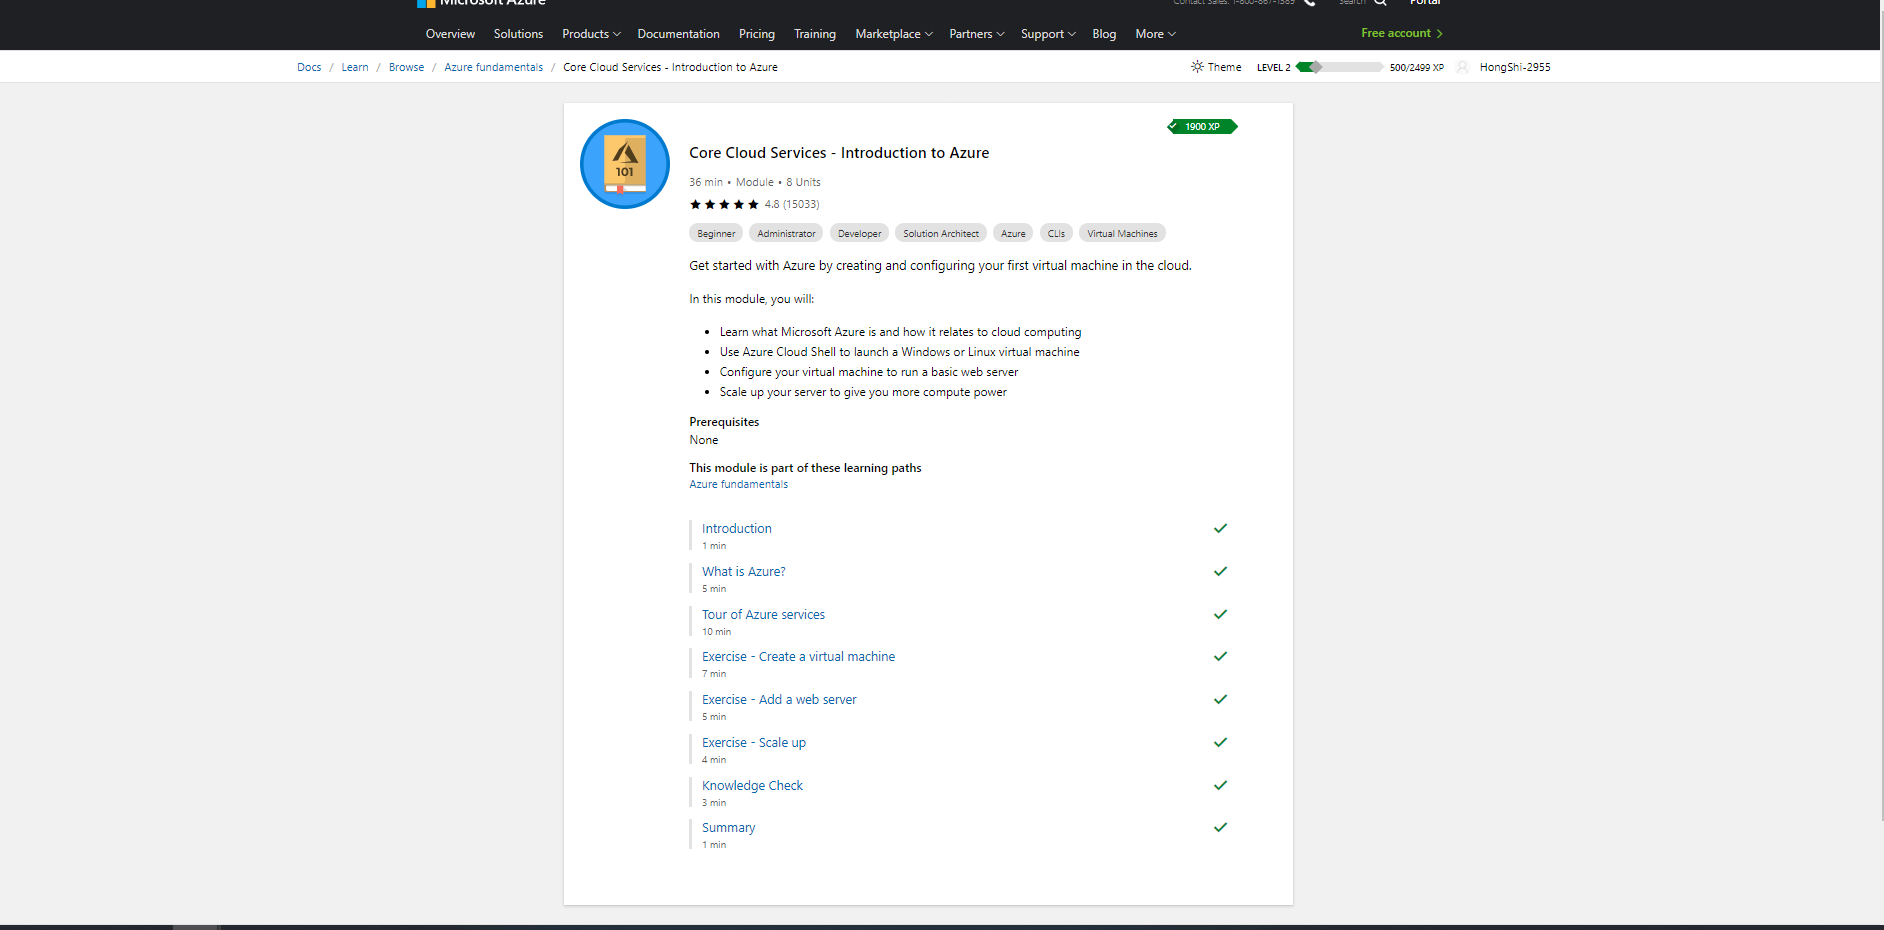 Microsoft Azure
Contact Sales: 1-800-867-1389 Search Portal
Overview Solutions Products Documentation Pricing Training Marketplace Partners Support Blog More Free account
Docs / Learn / Browse / Azure fundamentals / Core Cloud Services - Introduction to Azure Theme LEVEL 2 500/2499 XP HongShi-2955
1900 XP
101
Core Cloud Services - Introduction to Azure
36 min • Module • 8 Units
4.8 (15033)
Beginner Administrator Developer Solution Architect Azure CLIs Virtual Machines
Get started with Azure by creating and configuring your first virtual machine in the cloud.
In this module, you will:
• Learn what Microsoft Azure is and how it relates to cloud computing
• Use Azure Cloud Shell to launch a Windows or Linux virtual machine
• Configure your virtual machine to run a basic web server
• Scale up your server to give you more compute power
Prerequisites
None
This module is part of these learning paths
Azure fundamentals
Introduction
1 min
What is Azure?
5 min
Tour of Azure services
10 min
Exercise - Create a virtual machine
7 min
Exercise - Add a web server
5 min
Exercise - Scale up
4 min
Knowledge Check
3 min
Summary
1 min